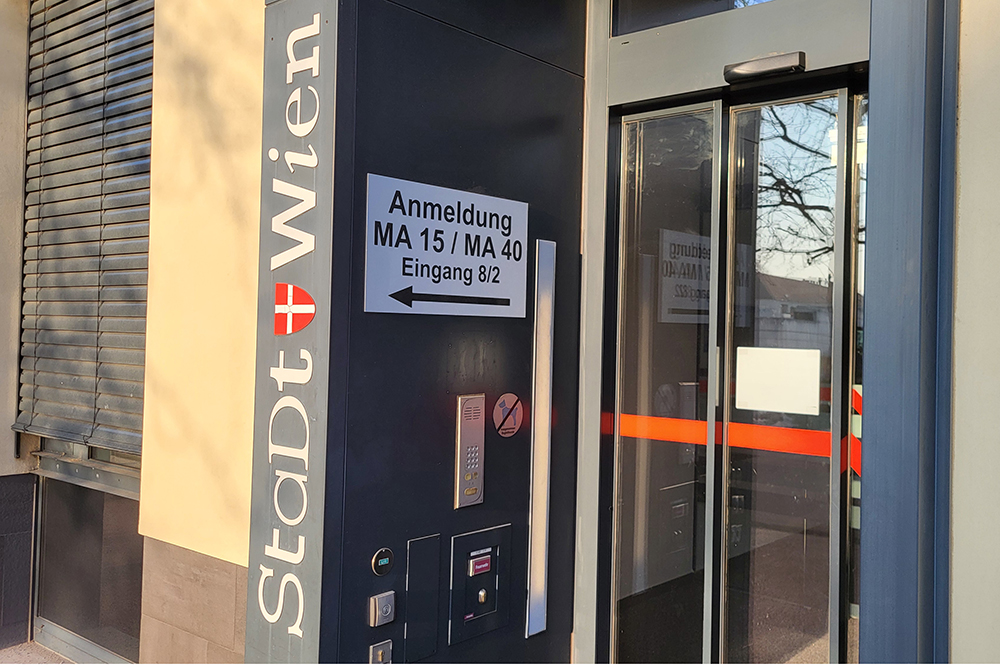 StaDt Wien
Anmeldung
MA 15 / MA 40
Eingang 8/2